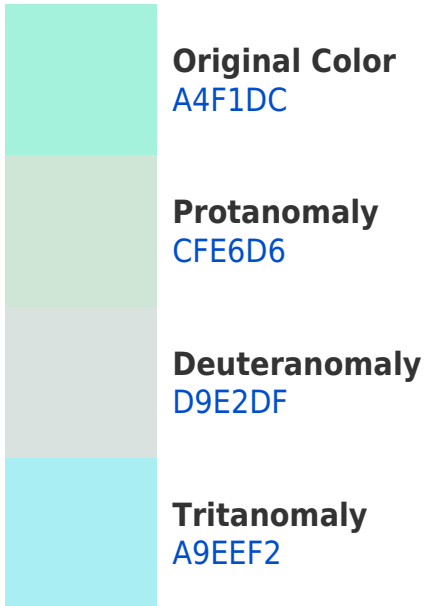 Original Color
A4F1DC
Protanomaly
CFE6D6
Deuteranomaly
D9E2DF
Tritanomaly
A9EEF2